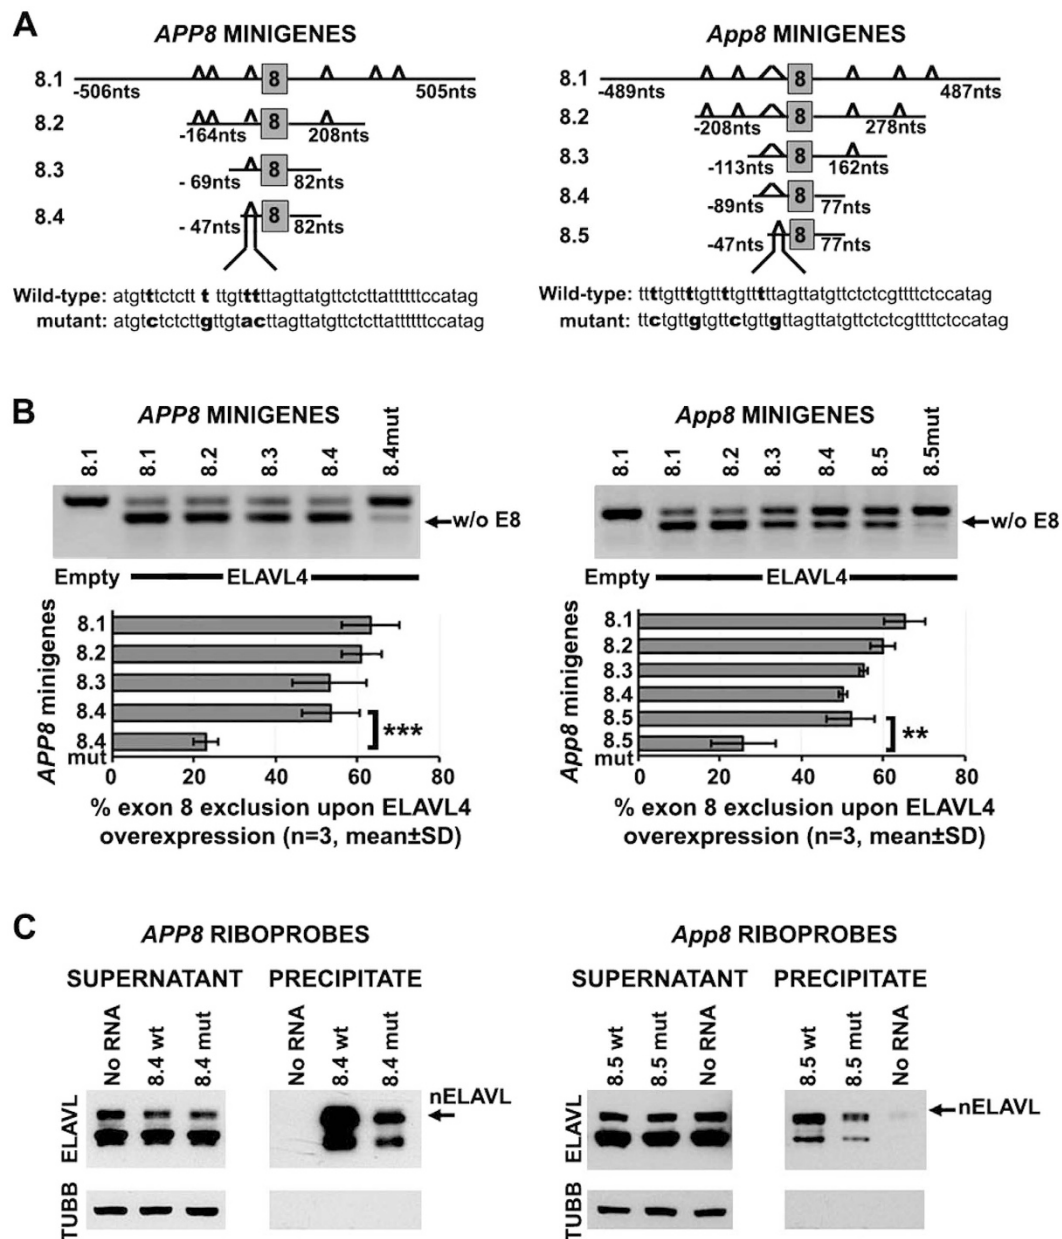 A
APP8 MINIGENES
8.1
8
-506nts
505nts
8.2
8
-164nts
208nts
8.3
8
- 69nts
82nts
8.4
8
- 47nts
82nts
Wild-type: atgtttctctt t ttgtttttagttatgttctcttattttttccatag
mutant: atgtctctcttgttgtacttagttatgttctcttattttttccatag
App8 MINIGENES
8.1
8
-489nts
487nts
8.2
8
-208nts
278nts
8.3
8
-113nts
162nts
8.4
8
-89nts
77nts
8.5
8
-47nts
77nts
Wild-type: ttttttgttttgttttgttttttagttatgttctcgttttctccatag
mutant: ttctgttgtgttctgttgttagttatgttctcgttttctccatag
B
APP8 MINIGENES
8.1
8.1
8.2
8.3
8.4
8.4mut
w/o E8
Empty
ELAVL4
APP8 minigenes
8.1
8.2
8.3
8.4
8.4
mut
***
0
20
40
60
80
% exon 8 exclusion upon ELAVL4
overexpression (n=3, mean±SD)
App8 MINIGENES
8.1
8.1
8.2
8.3
8.4
8.5
8.5mut
w/o E8
Empty
ELAVL4
App8 minigenes
8.1
8.2
8.3
8.4
8.5
8.5
mut
**
0
20
40
60
80
% exon 8 exclusion upon ELAVL4
overexpression (n=3, mean±SD)
C
APP8 RIBOPROBES
SUPERNATANT
PRECIPITATE
No RNA
8.4 wt
8.4 mut
No RNA
8.4 wt
8.4 mut
nELAVL
ELAVL
TUBB
App8 RIBOPROBES
SUPERNATANT
PRECIPITATE
8.5 wt
8.5 mut
No RNA
8.5 wt
8.5 mut
No RNA
nELAVL
ELAVL
TUBB